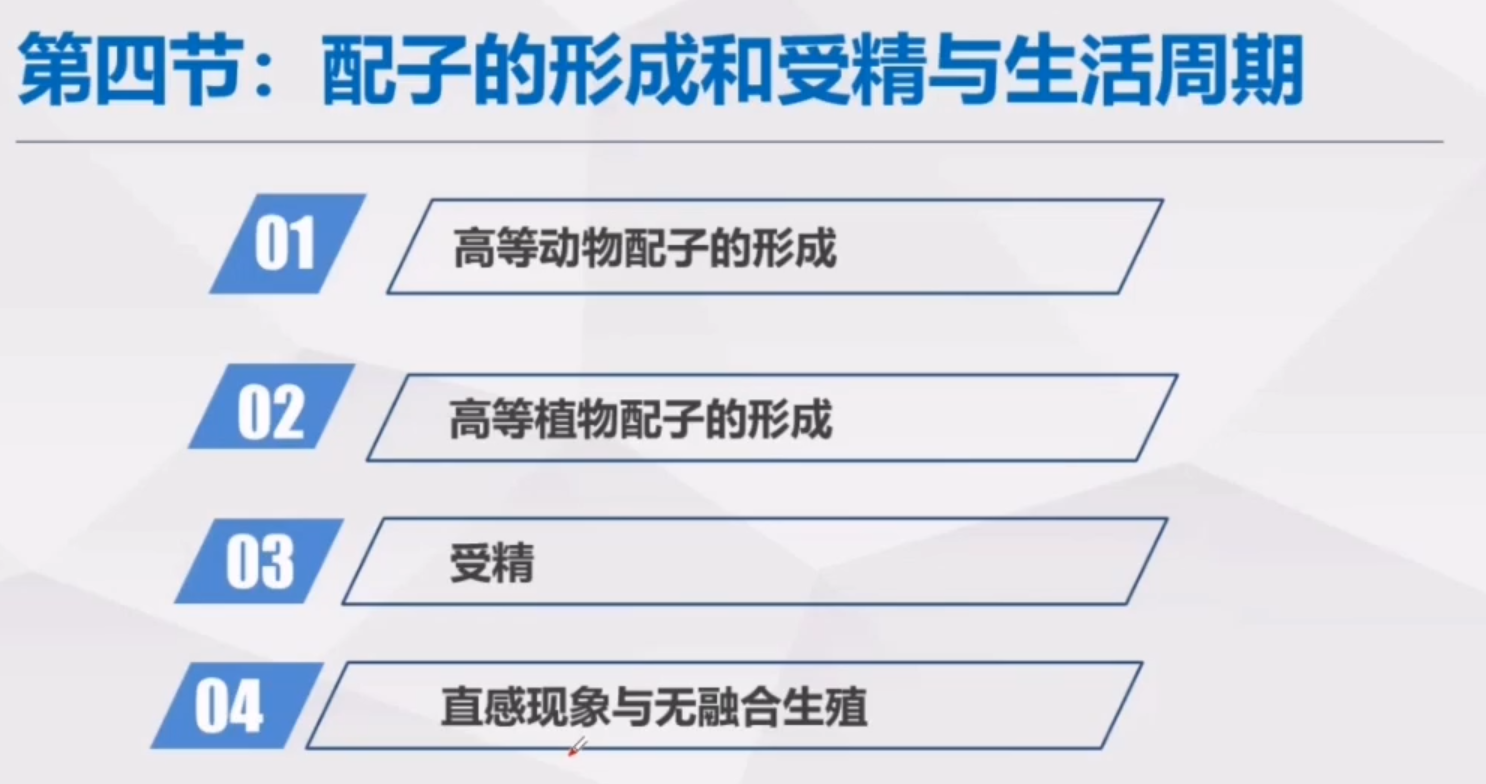 第四节：配子的形成和受精与生活周期
01 高等动物配子的形成
02 高等植物配子的形成
03 受精
04 直感现象与无融合生殖